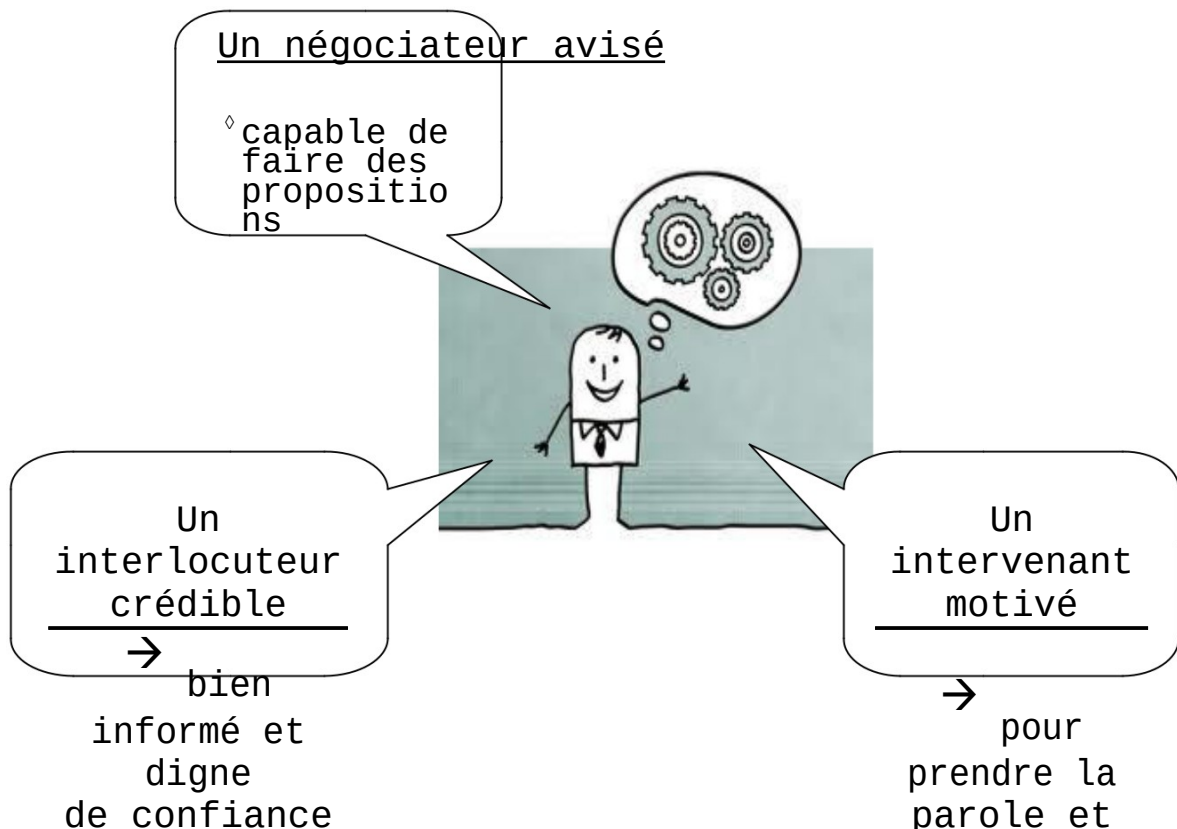 Un négociateur avisé
◊ capable de
faire des
propositio
ns
Un
interlocuteur
crédible
→
bien
informé et
digne
de confiance
Un
intervenant
motivé
→
pour
prendre la
parole et